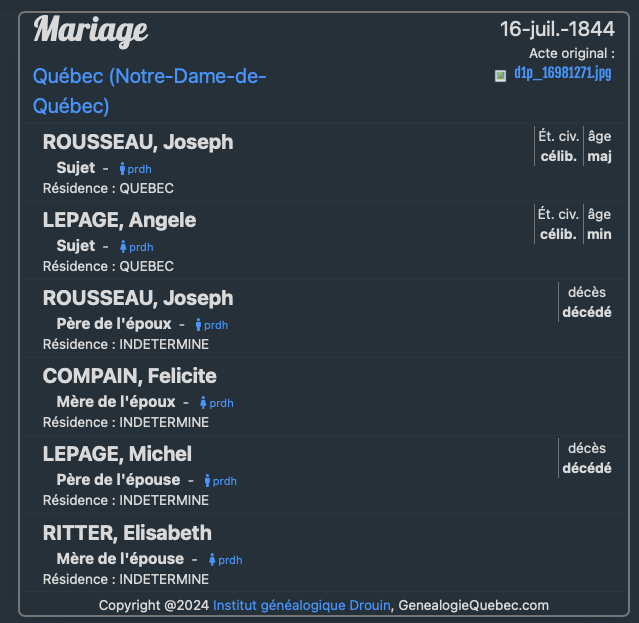 Mariage
16-juil.-1844
Acte original :
d1p_16981271.jpg
Québec (Notre-Dame-de-
Québec)
ROUSSEAU, Joseph
Ét. civ. âge
célib. maj
Sujet - prdh
Résidence : QUEBEC
LEPAGE, Angele
Ét. civ. âge
célib. min
Sujet - prdh
Résidence : QUEBEC
ROUSSEAU, Joseph
décès
décédé
Père de l'époux - prdh
Résidence : INDETERMINE
COMPAIN, Felicite
Mère de l'époux - prdh
Résidence : INDETERMINE
LEPAGE, Michel
décès
décédé
Père de l'épouse - prdh
Résidence : INDETERMINE
RITTER, Elisabeth
Mère de l'épouse - prdh
Résidence : INDETERMINE
Copyright @2024 Institut généalogique Drouin, GenealogieQuebec.com